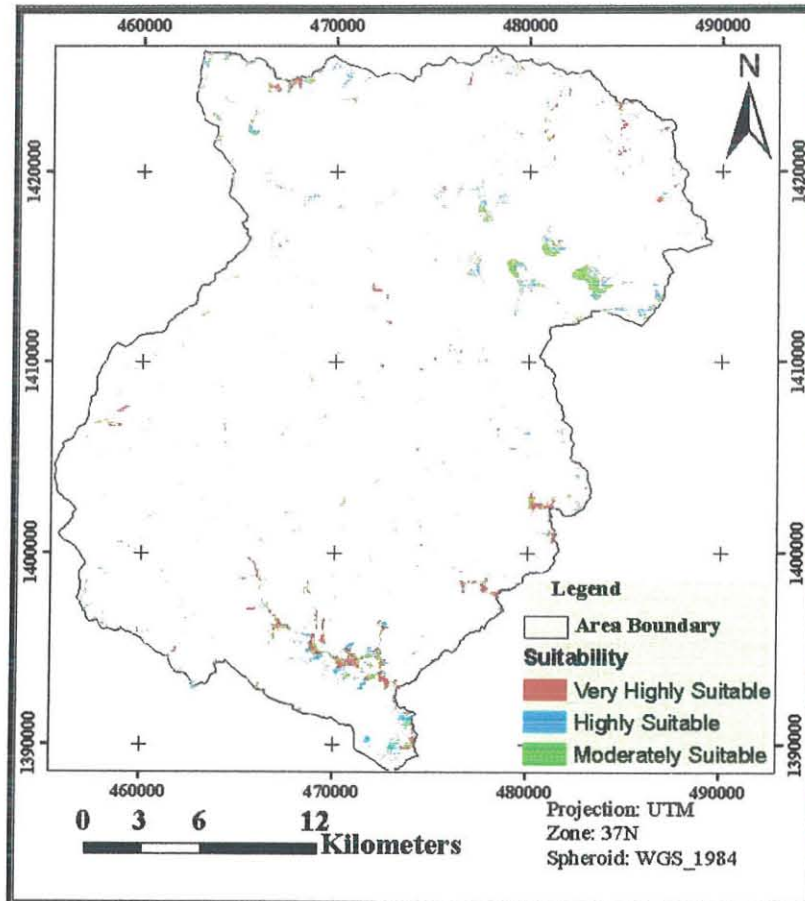 460000 470000 480000 490000
N
1420000 1420000
1410000 1410000
1400000 1400000
1390000 1390000
Legend
Area Boundary
Suitability
Very Highly Suitable
Highly Suitable
Moderately Suitable
460000 470000 480000 490000
0 3 6 12
Kilometers
Projection: UTM
Zone: 37N
Spheroid: WGS_1984